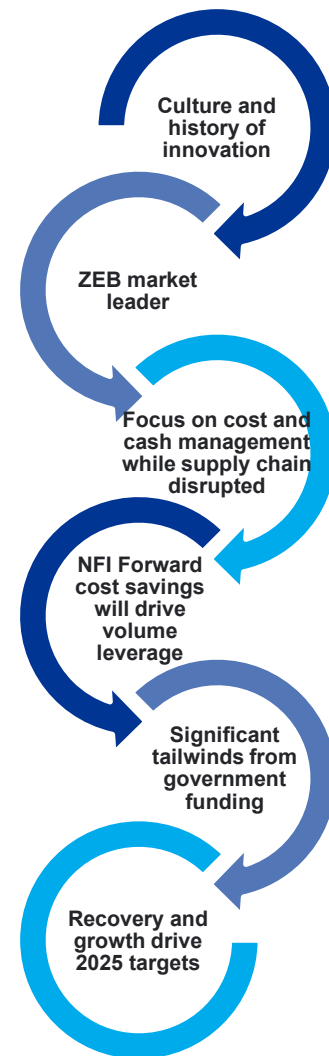 Culture and
history of
innovation
ZEB market
leader
Focus on cost and
cash management
while supply chain
disrupted
NFI Forward
cost savings
will drive
volume
leverage
Significant
tailwinds from
government
funding
Recovery and
growth drive
2025 targets